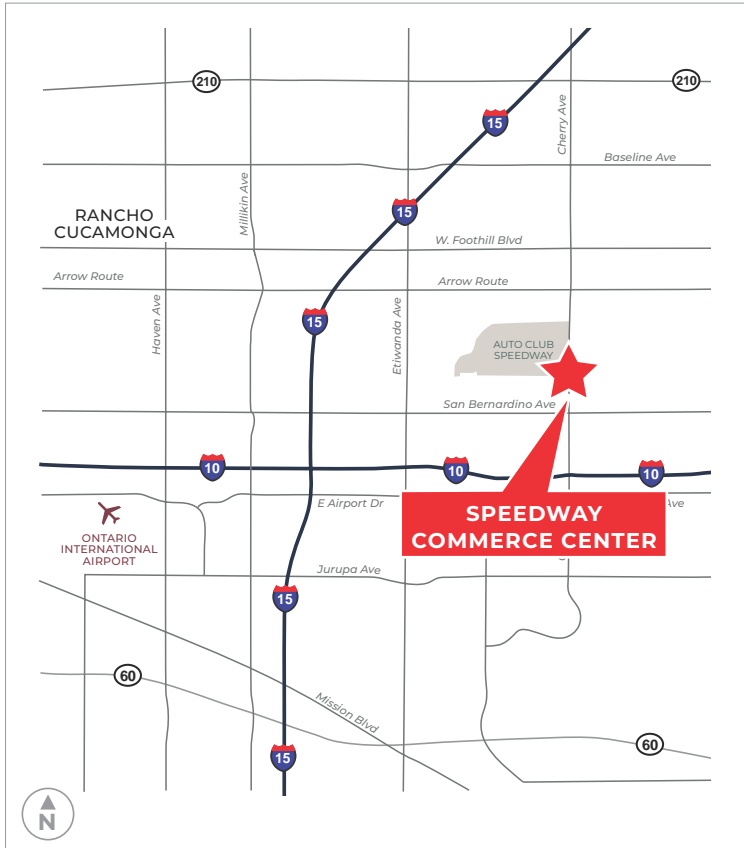 210
210
15
Cherry Ave
Baseline Ave
Millikin Ave
15
RANCHO
CUCAMONGA
W. Foothill Blvd
Arrow Route
Arrow Route
15
Haven Ave
Etiwanda Ave
AUTO CLUB
SPEEDWAY
San Bernardino Ave
10
10
10
E Airport Dr
Ave
SPEEDWAY
COMMERCE CENTER
ONTARIO
INTERNATIONAL
AIRPORT
Jurupa Ave
15
60
Mission Blvd
60
15
N